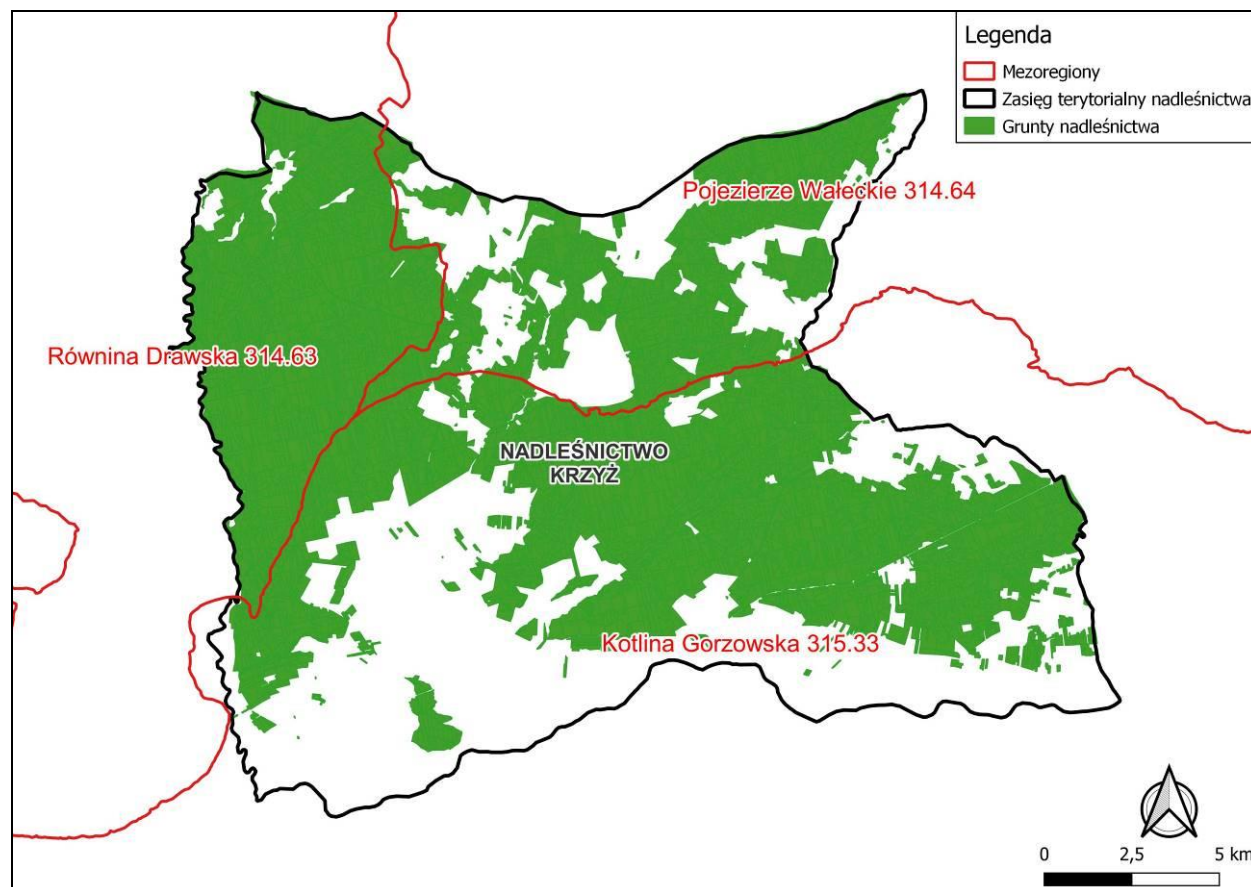 Legenda
Mezoregiony
Zasięg terytorialny nadleśnictwa
Grunty nadleśnictwa
Pojezierze Wałeckie 314.64
Równina Drawska 314.63
NADLEŚNICTWO
KRZYŻ
Kotlina Gorzowska 315.33
0 2,5 5 km